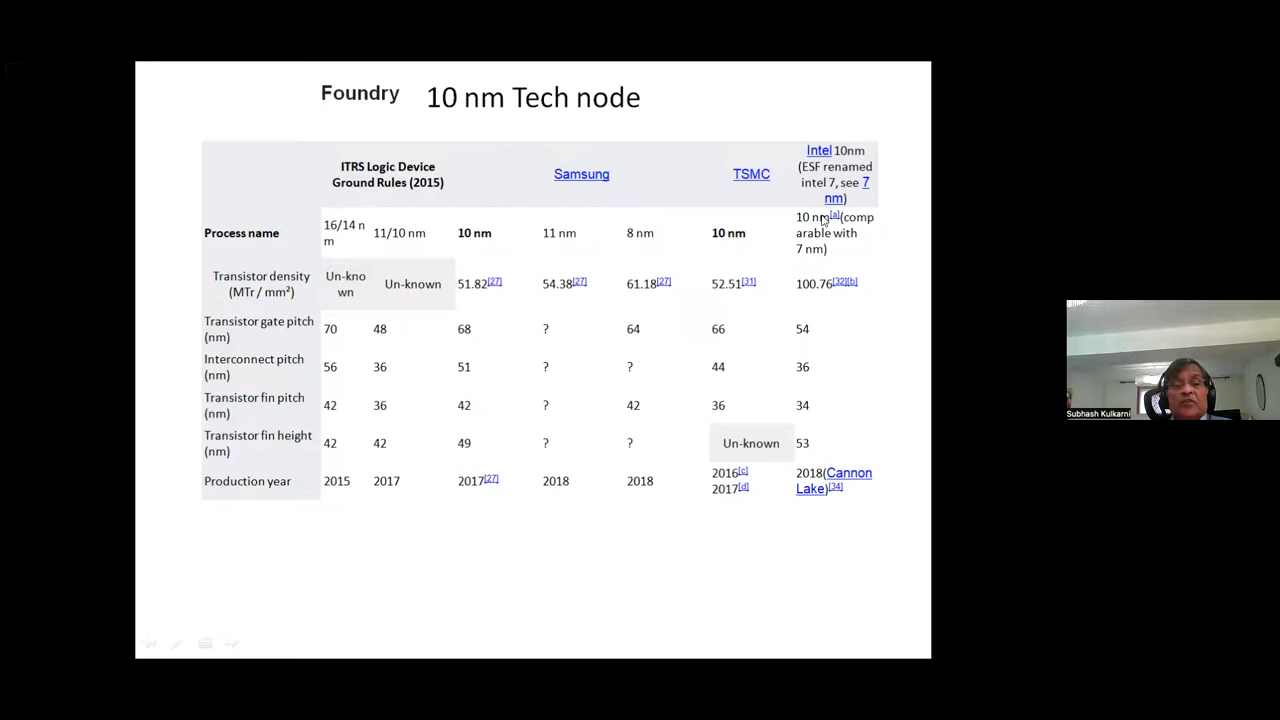 Foundry 10 nm Tech node
ITRS Logic Device
Ground Rules (2015)
Samsung
TSMC
Intel 10nm
(ESF renamed
intel 7, see 7
nm)
Process name
16/14 n
m
11/10 nm
10 nm
11 nm
8 nm
10 nm
10 nm[a](comp
arable with
7 nm)
Transistor density
(MTr / mm²)
Un-kno
wn
Un-known
51.82[27]
54.38[27]
61.18[27]
52.51[31]
100.76[32][b]
Transistor gate pitch
(nm)
70
48
68
?
64
66
54
Interconnect pitch
(nm)
56
36
51
?
?
44
36
Transistor fin pitch
(nm)
42
36
42
?
42
36
34
Transistor fin height
(nm)
42
42
49
?
?
Un-known
53
Production year
2015
2017
2017[27]
2018
2018
2016[c]
2017[d]
2018(Cannon
Lake)[34]
Subhash Kulkarni